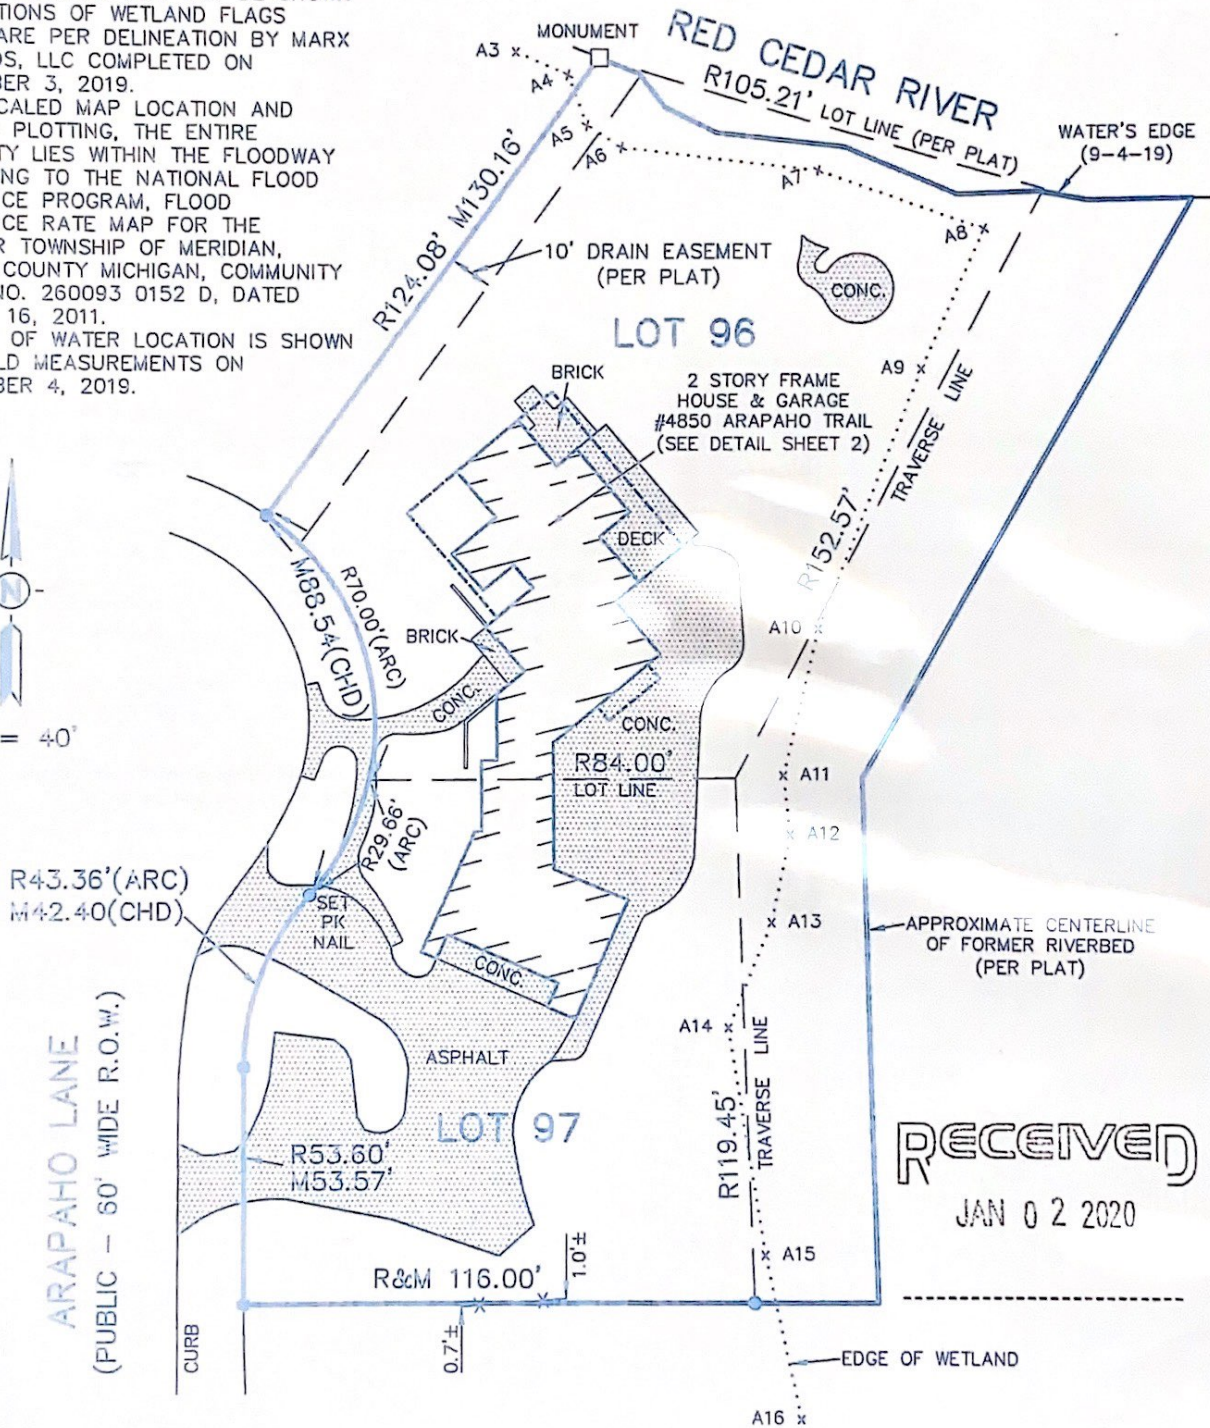 TIONS OF WETLAND FLAGS
ARE PER DELINEATION BY MARX
DS, LLC COMPLETED ON
BER 3, 2019.
CALED MAP LOCATION AND
PLOTTING, THE ENTIRE
TY LIES WITHIN THE FLOODWAY
ING TO THE NATIONAL FLOOD
CE PROGRAM, FLOOD
CE RATE MAP FOR THE
R TOWNSHIP OF MERIDIAN,
COUNTY MICHIGAN, COMMUNITY
NO. 260093 0152 D, DATED
16, 2011.
OF WATER LOCATION IS SHOWN
LD MEASUREMENTS ON
BER 4, 2019.
MONUMENT
RED CEDAR RIVER
R105.21' LOT LINE (PER PLAT)
WATER'S EDGE
(9-4-19)
A3
A4
A5
A6
A7
A8
R124.08' M130.16'
10' DRAIN EASEMENT
(PER PLAT)
CONC.
LOT 96
BRICK
2 STORY FRAME
HOUSE & GARAGE
#4850 ARAPAHO TRAIL
(SEE DETAIL SHEET 2)
A9
TRAVERSE LINE
R152.57'
DECK
N
= 40'
M88.54(CHD)
R70.00'(ARC)
BRICK
CONC.
A10
CONC.
R84.00'
LOT LINE
A11
A12
R29.66'
(ARC)
R43.36'(ARC)
M42.40(CHD)
SET
PK
NAIL
A13
APPROXIMATE CENTERLINE
OF FORMER RIVERBED
(PER PLAT)
CONC.
A14
ASPHALT
LOT 97
R119.45'
TRAVERSE LINE
ARAPAHO LANE
(PUBLIC - 60' WIDE R.O.W.)
R53.60'
M53.57'
RECEIVED
JAN 02 2020
A15
R&M 116.00'
1.0'±
0.7'±
CURB
EDGE OF WETLAND
A16